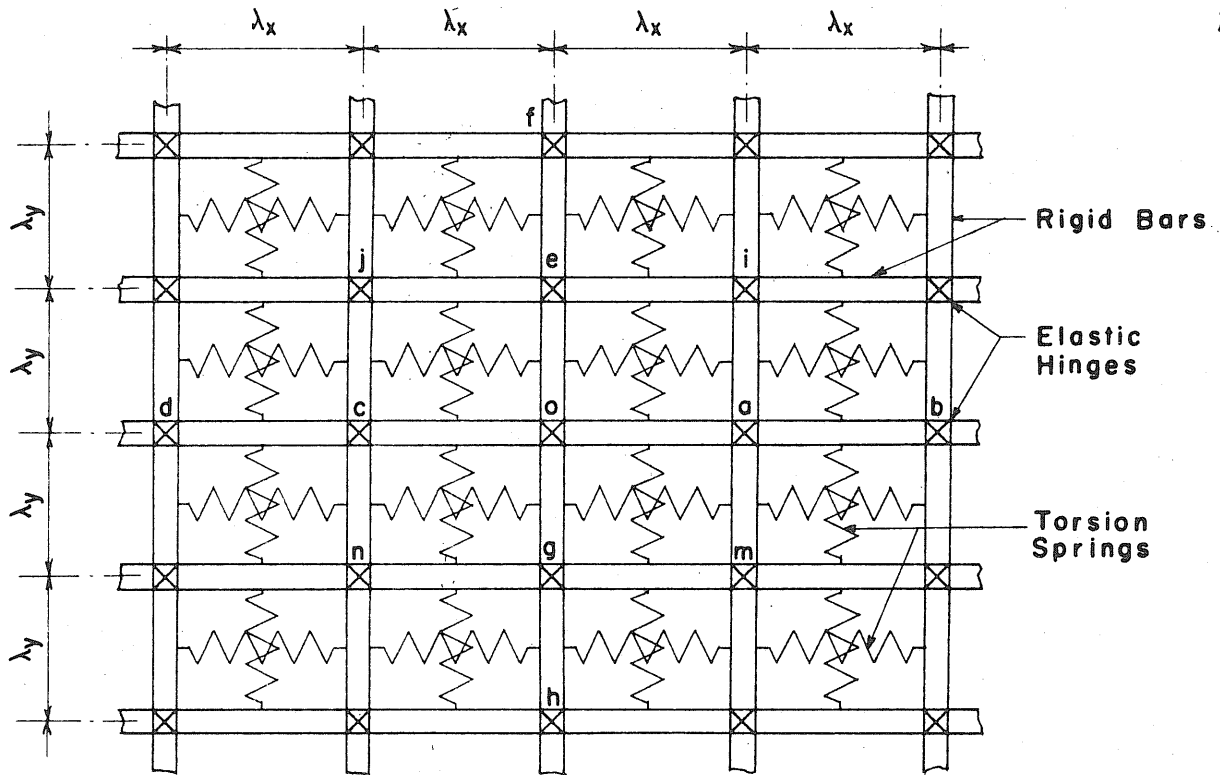 λx λx λx λx
f
λy
Rigid Bars
j e i
λy
Elastic
Hinges
d c o a b
λy
Torsion
Springs
n g m
λy
h